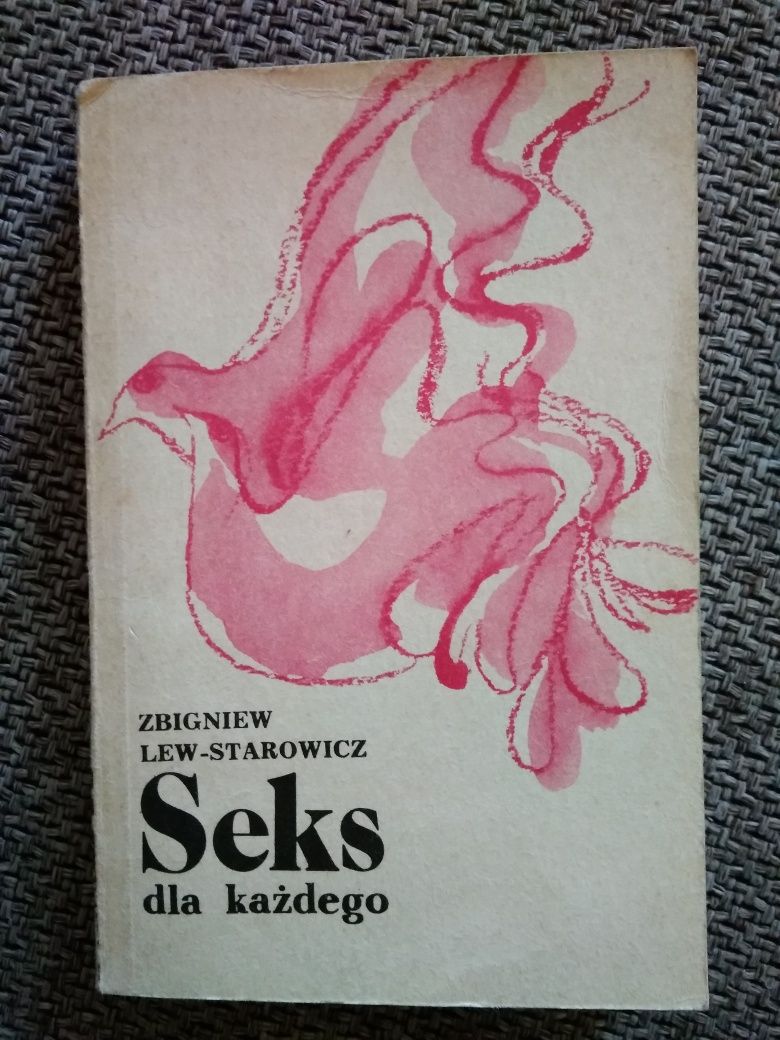 ZBIGNIEW
LEW-STAROWICZ
Seks
dla każdego